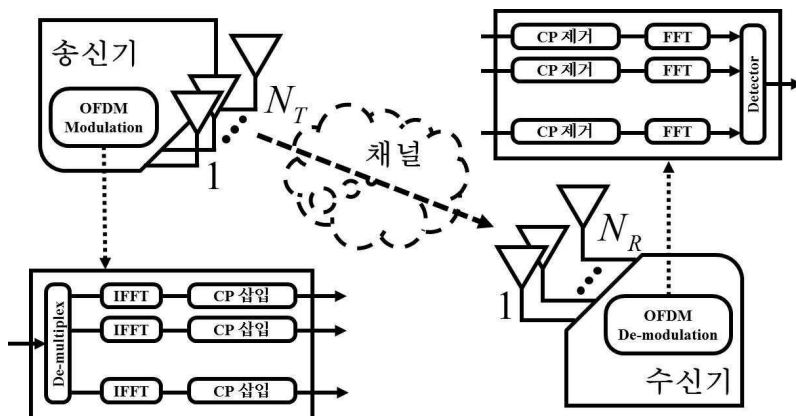 송신기
OFDM
Modulation
N_T
1
채널
CP 제거
FFT
CP 제거
FFT
CP 제거
FFT
Detector
De-multiplex
IFFT
CP 삽입
IFFT
CP 삽입
IFFT
CP 삽입
N_R
1
OFDM
De-modulation
수신기